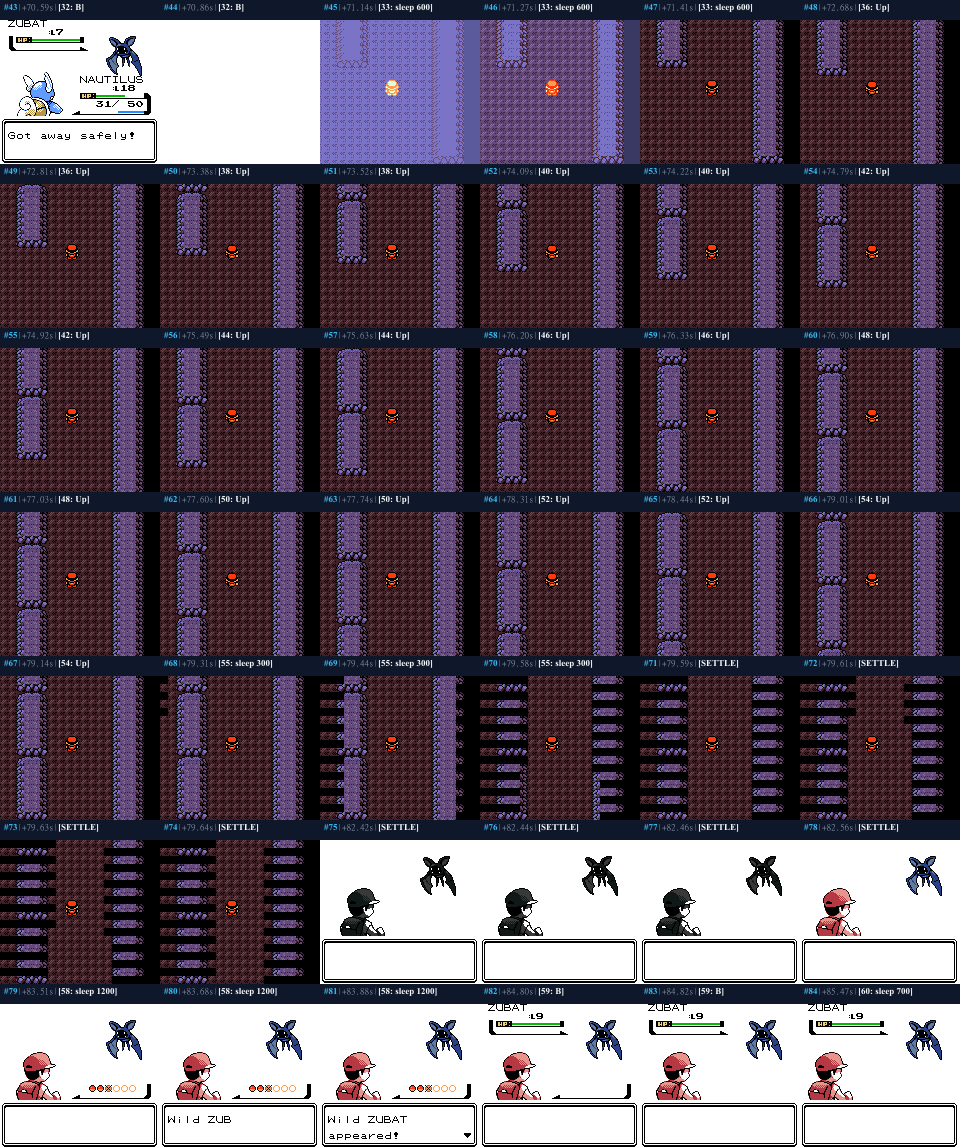 #43|+70.59s| [32: B]
#44|+70.86s| [32: B]
#45|+71.14s| [33: sleep 600]
#46|+71.27s| [33: sleep 600]
#47|+71.41s| [33: sleep 600]
#48|+72.68s| [36: Up]
ZUBAT
:L7
HP:
NAUTILUS
:L18
HP:
31/ 50
Got away safely!
#49|+72.81s| [36: Up]
#50|+73.38s| [38: Up]
#51|+73.52s| [38: Up]
#52|+74.09s| [40: Up]
#53|+74.22s| [40: Up]
#54|+74.79s| [42: Up]
#55|+74.92s| [42: Up]
#56|+75.49s| [44: Up]
#57|+75.63s| [44: Up]
#58|+76.20s| [46: Up]
#59|+76.33s| [46: Up]
#60|+76.90s| [48: Up]
#61|+77.03s| [48: Up]
#62|+77.60s| [50: Up]
#63|+77.74s| [50: Up]
#64|+78.31s| [52: Up]
#65|+78.44s| [52: Up]
#66|+79.01s| [54: Up]
#67|+79.14s| [54: Up]
#68|+79.31s| [55: sleep 300]
#69|+79.44s| [55: sleep 300]
#70|+79.58s| [55: sleep 300]
#71|+79.59s| [SETTLE]
#72|+79.61s| [SETTLE]
#73|+79.63s| [SETTLE]
#74|+79.64s| [SETTLE]
#75|+82.42s| [SETTLE]
#76|+82.44s| [SETTLE]
#77|+82.46s| [SETTLE]
#78|+82.56s| [SETTLE]
#79|+83.51s| [58: sleep 1200]
#80|+83.68s| [58: sleep 1200]
#81|+83.88s| [58: sleep 1200]
#82|+84.80s| [59: B]
#83|+84.82s| [59: B]
#84|+85.47s| [60: sleep 700]
Wild ZUB
Wild ZUBAT
appeared!
ZUBAT
:L9
HP:
ZUBAT
:L9
HP:
ZUBAT
:L9
HP: